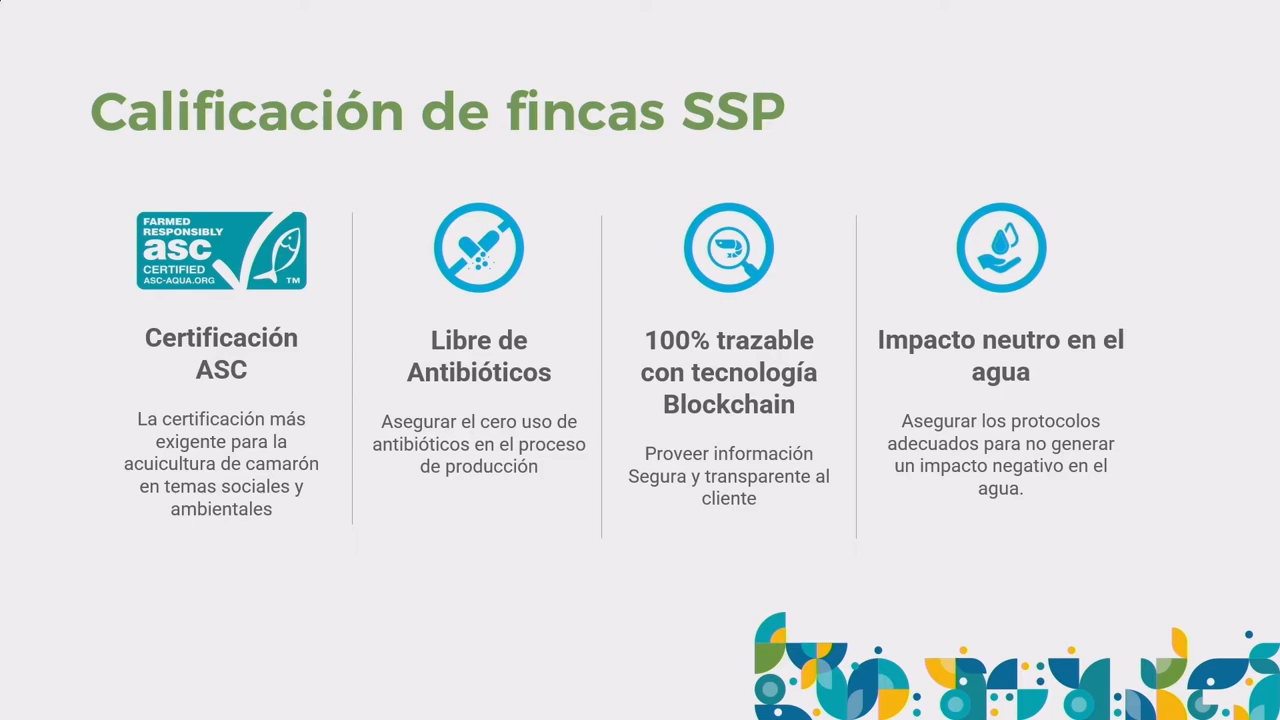 Calificación de fincas SSP
FARMED
RESPONSIBLY
asc
CERTIFIED
ASC-AQUA.ORG
TM
Certificación
ASC
La certificación más
exigente para la
acuicultura de camarón
en temas sociales y
ambientales
Libre de
Antibióticos
Asegurar el cero uso de
antibióticos en el proceso
de producción
100% trazable
con tecnología
Blockchain
Proveer información
Segura y transparente al
cliente
Impacto neutro en el
agua
Asegurar los protocolos
adecuados para no generar
un impacto negativo en el
agua.